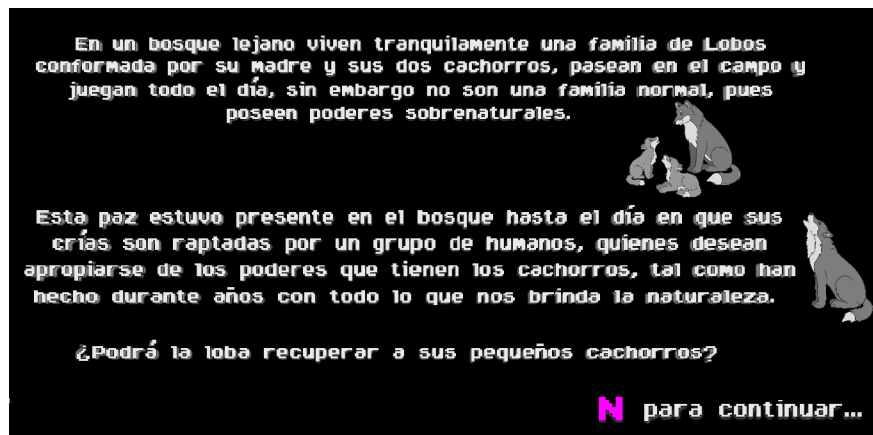 En un bosque lejano viven tranquilamente una familia de Lobos
conformada por su madre y sus dos cachorros, pasean en el campo y
juegan todo el día, sin embargo no son una familia normal, pues
poseen poderes sobrenaturales.
Esta paz estuvo presente en el bosque hasta el día en que sus
crías son raptadas por un grupo de humanos, quienes desean
apropiarse de los poderes que tienen los cachorros, tal como han
hecho durante años con todo lo que nos brinda la naturaleza.
¿Podrá la loba recuperar a sus pequeños cachorros?
N para continuar...